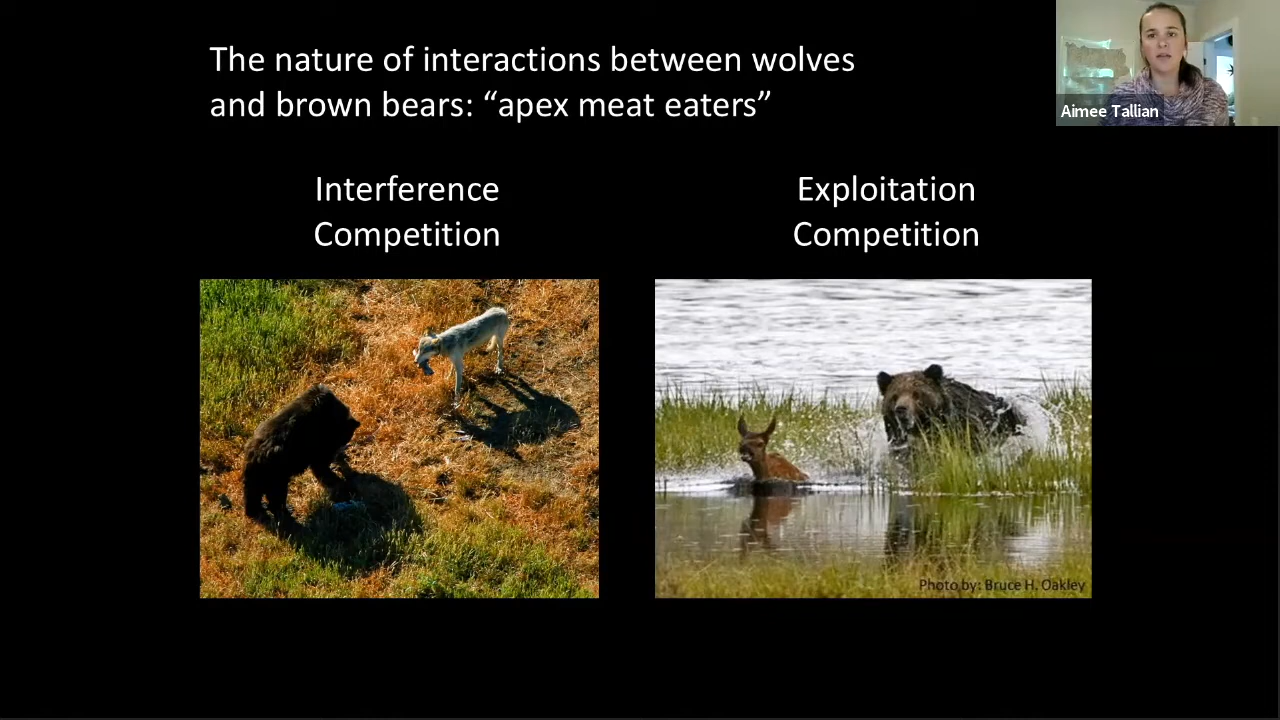 The nature of interactions between wolves
and brown bears: “apex meat eaters”
Aimee Tallian
Interference
Competition
Exploitation
Competition
Photo by: Bruce H. Oakley